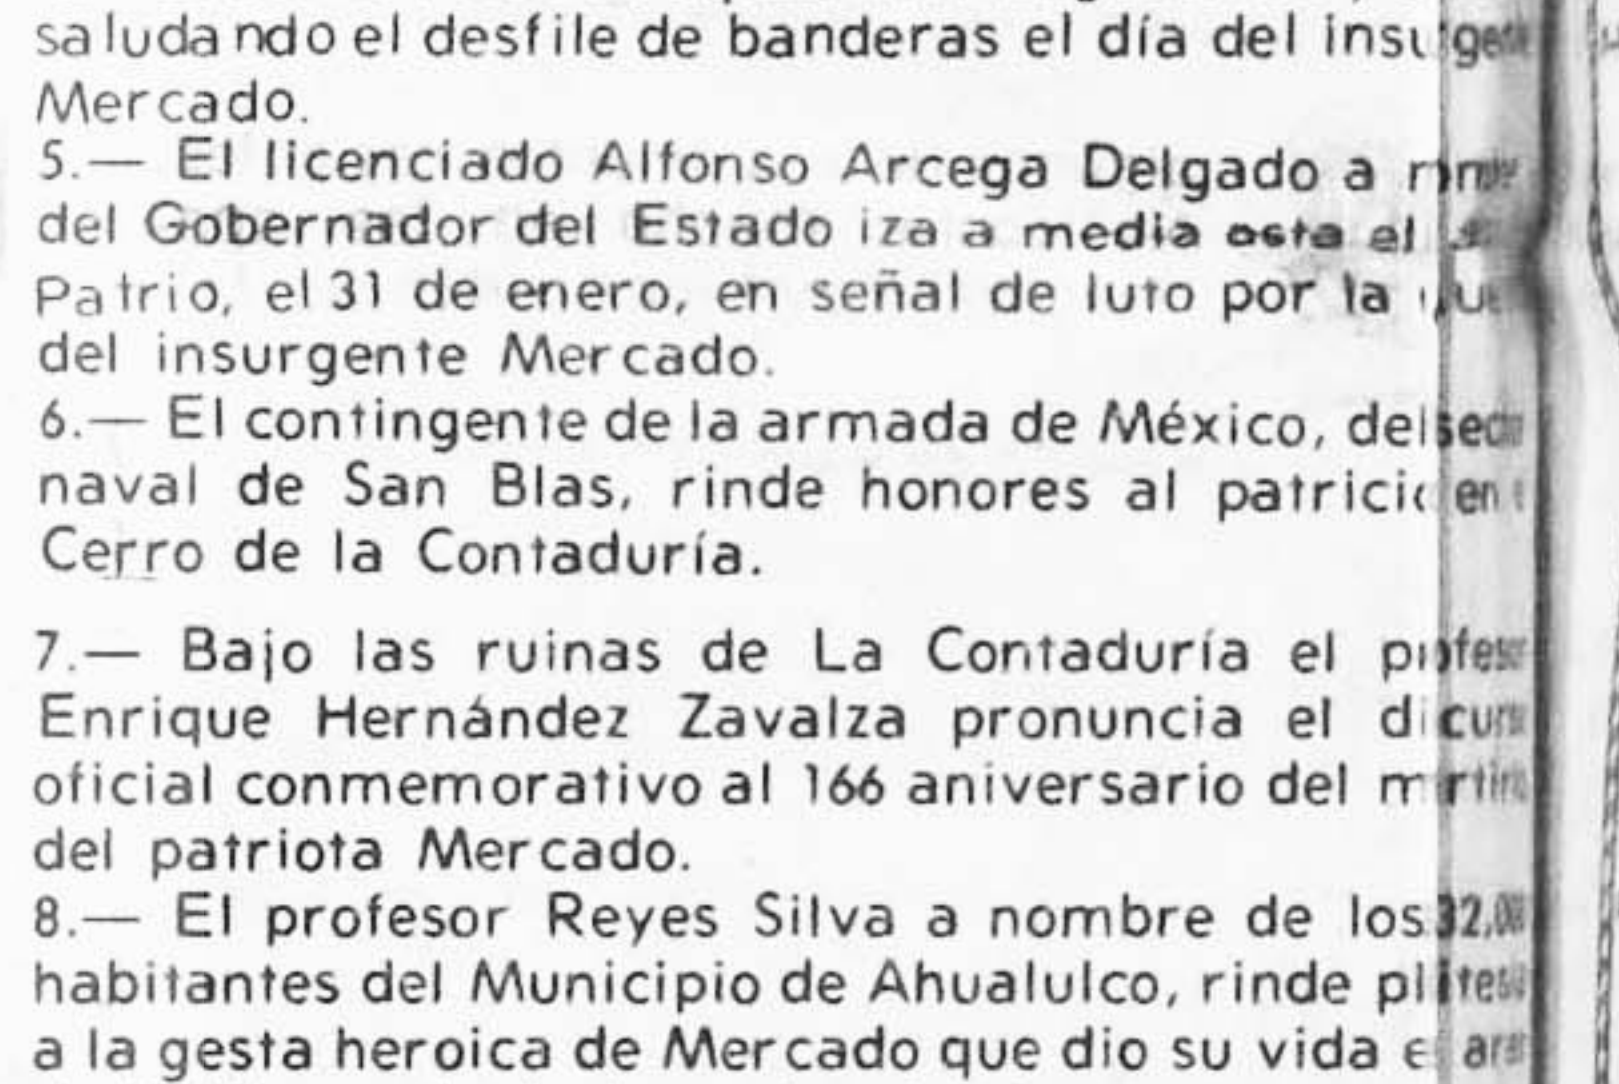 saludando el desfile de banderas el día del
Mercado.
5.— El licenciado Alfonso Arcega Delgado a
del Gobernador del Estado iza a media asta el
Patrio, el 31 de enero, en señal de luto por la
del insurgente Mercado.
6.— El contingente de la armada de México, del
naval de San Blas, rinde honores al patricio en
Cerro de la Contaduría.
7.— Bajo las ruinas de La Contaduría el profesor
Enrique Hernández Zavalza pronuncia el
oficial conmemorativo al 166 aniversario del
del patriota Mercado.
8.— El profesor Reyes Silva a nombre de los
habitantes del Municipio de Ahualulco, rinde
a la gesta heroica de Mercado que dio su vida